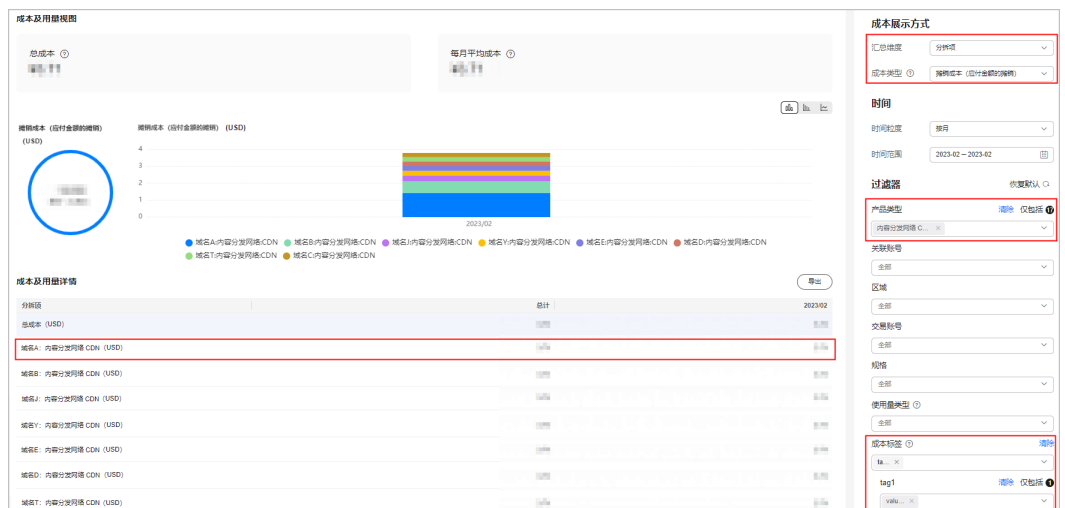 成本及用量视图
总成本
每月平均成本
摊销成本(应付金额的摊销)
(USD)
摊销成本(应付金额的摊销) (USD)
4
3
2
1
0
2023/02
域名A:内容分发网络:CDN 域名B:内容分发网络:CDN 域名J:内容分发网络:CDN 域名Y:内容分发网络:CDN 域名E:内容分发网络:CDN 域名D:内容分发网络:CDN
域名T:内容分发网络:CDN 域名C:内容分发网络:CDN
成本及用量详情
导出
分拆项 总计 2023/02
总成本 (USD)
域名A: 内容分发网络 CDN (USD)
域名B: 内容分发网络 CDN (USD)
域名J: 内容分发网络 CDN (USD)
域名Y: 内容分发网络 CDN (USD)
域名E: 内容分发网络 CDN (USD)
域名D: 内容分发网络 CDN (USD)
域名T: 内容分发网络 CDN (USD)
成本展示方式
汇总维度 分拆项
成本类型 摊销成本(应付金额的摊销)
时间
时间粒度 按月
时间范围 2023-02 – 2023-02
过滤器 恢复默认
产品类型 清除 仅包括 17
内容分发网络 C... ×
关联账号
全部
区域
全部
交易账号
全部
规格
全部
使用量类型
全部
成本标签 清除
ta... ×
tag1 清除 仅包括 1
valu... ×